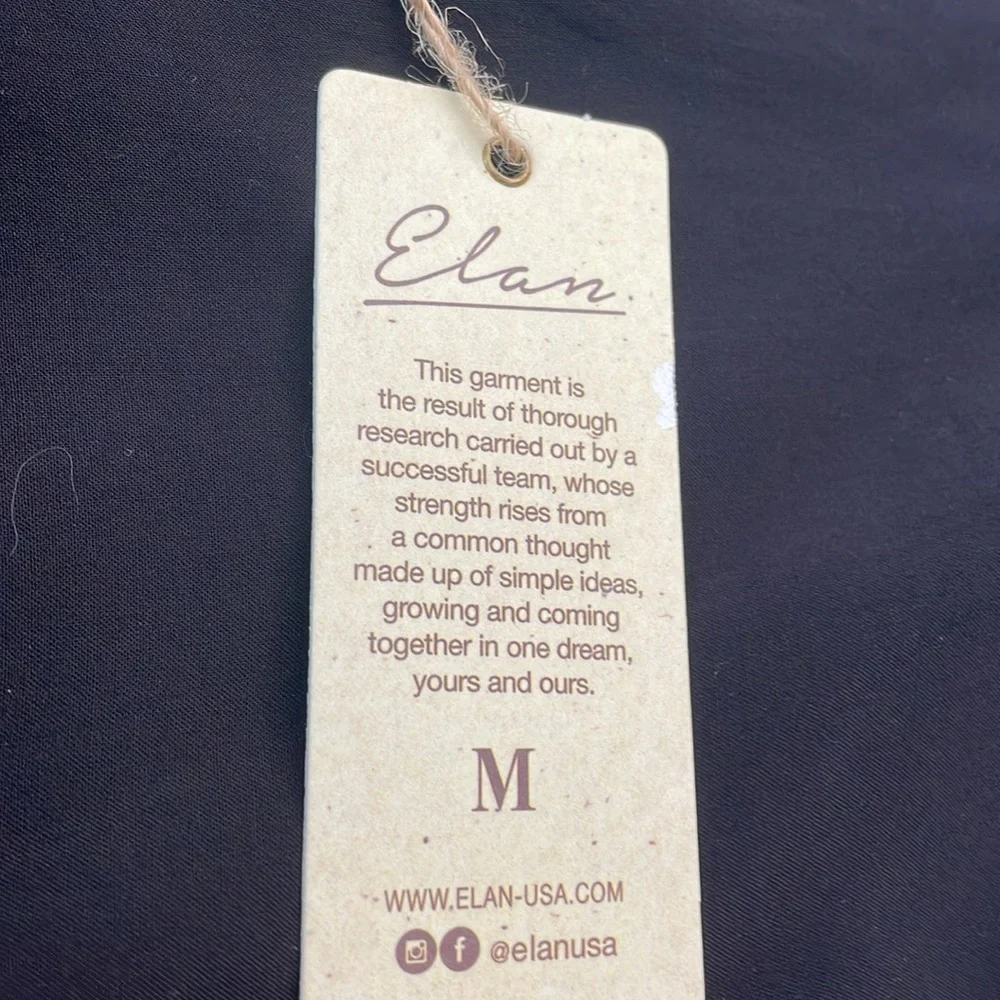 Elan
This garment is
the result of thorough
research carried out by a
successful team, whose
strength rises from
a common thought
made up of simple ideas,
growing and coming
together in one dream,
yours and ours.
M
WWW.ELAN-USA.COM
@elanusa